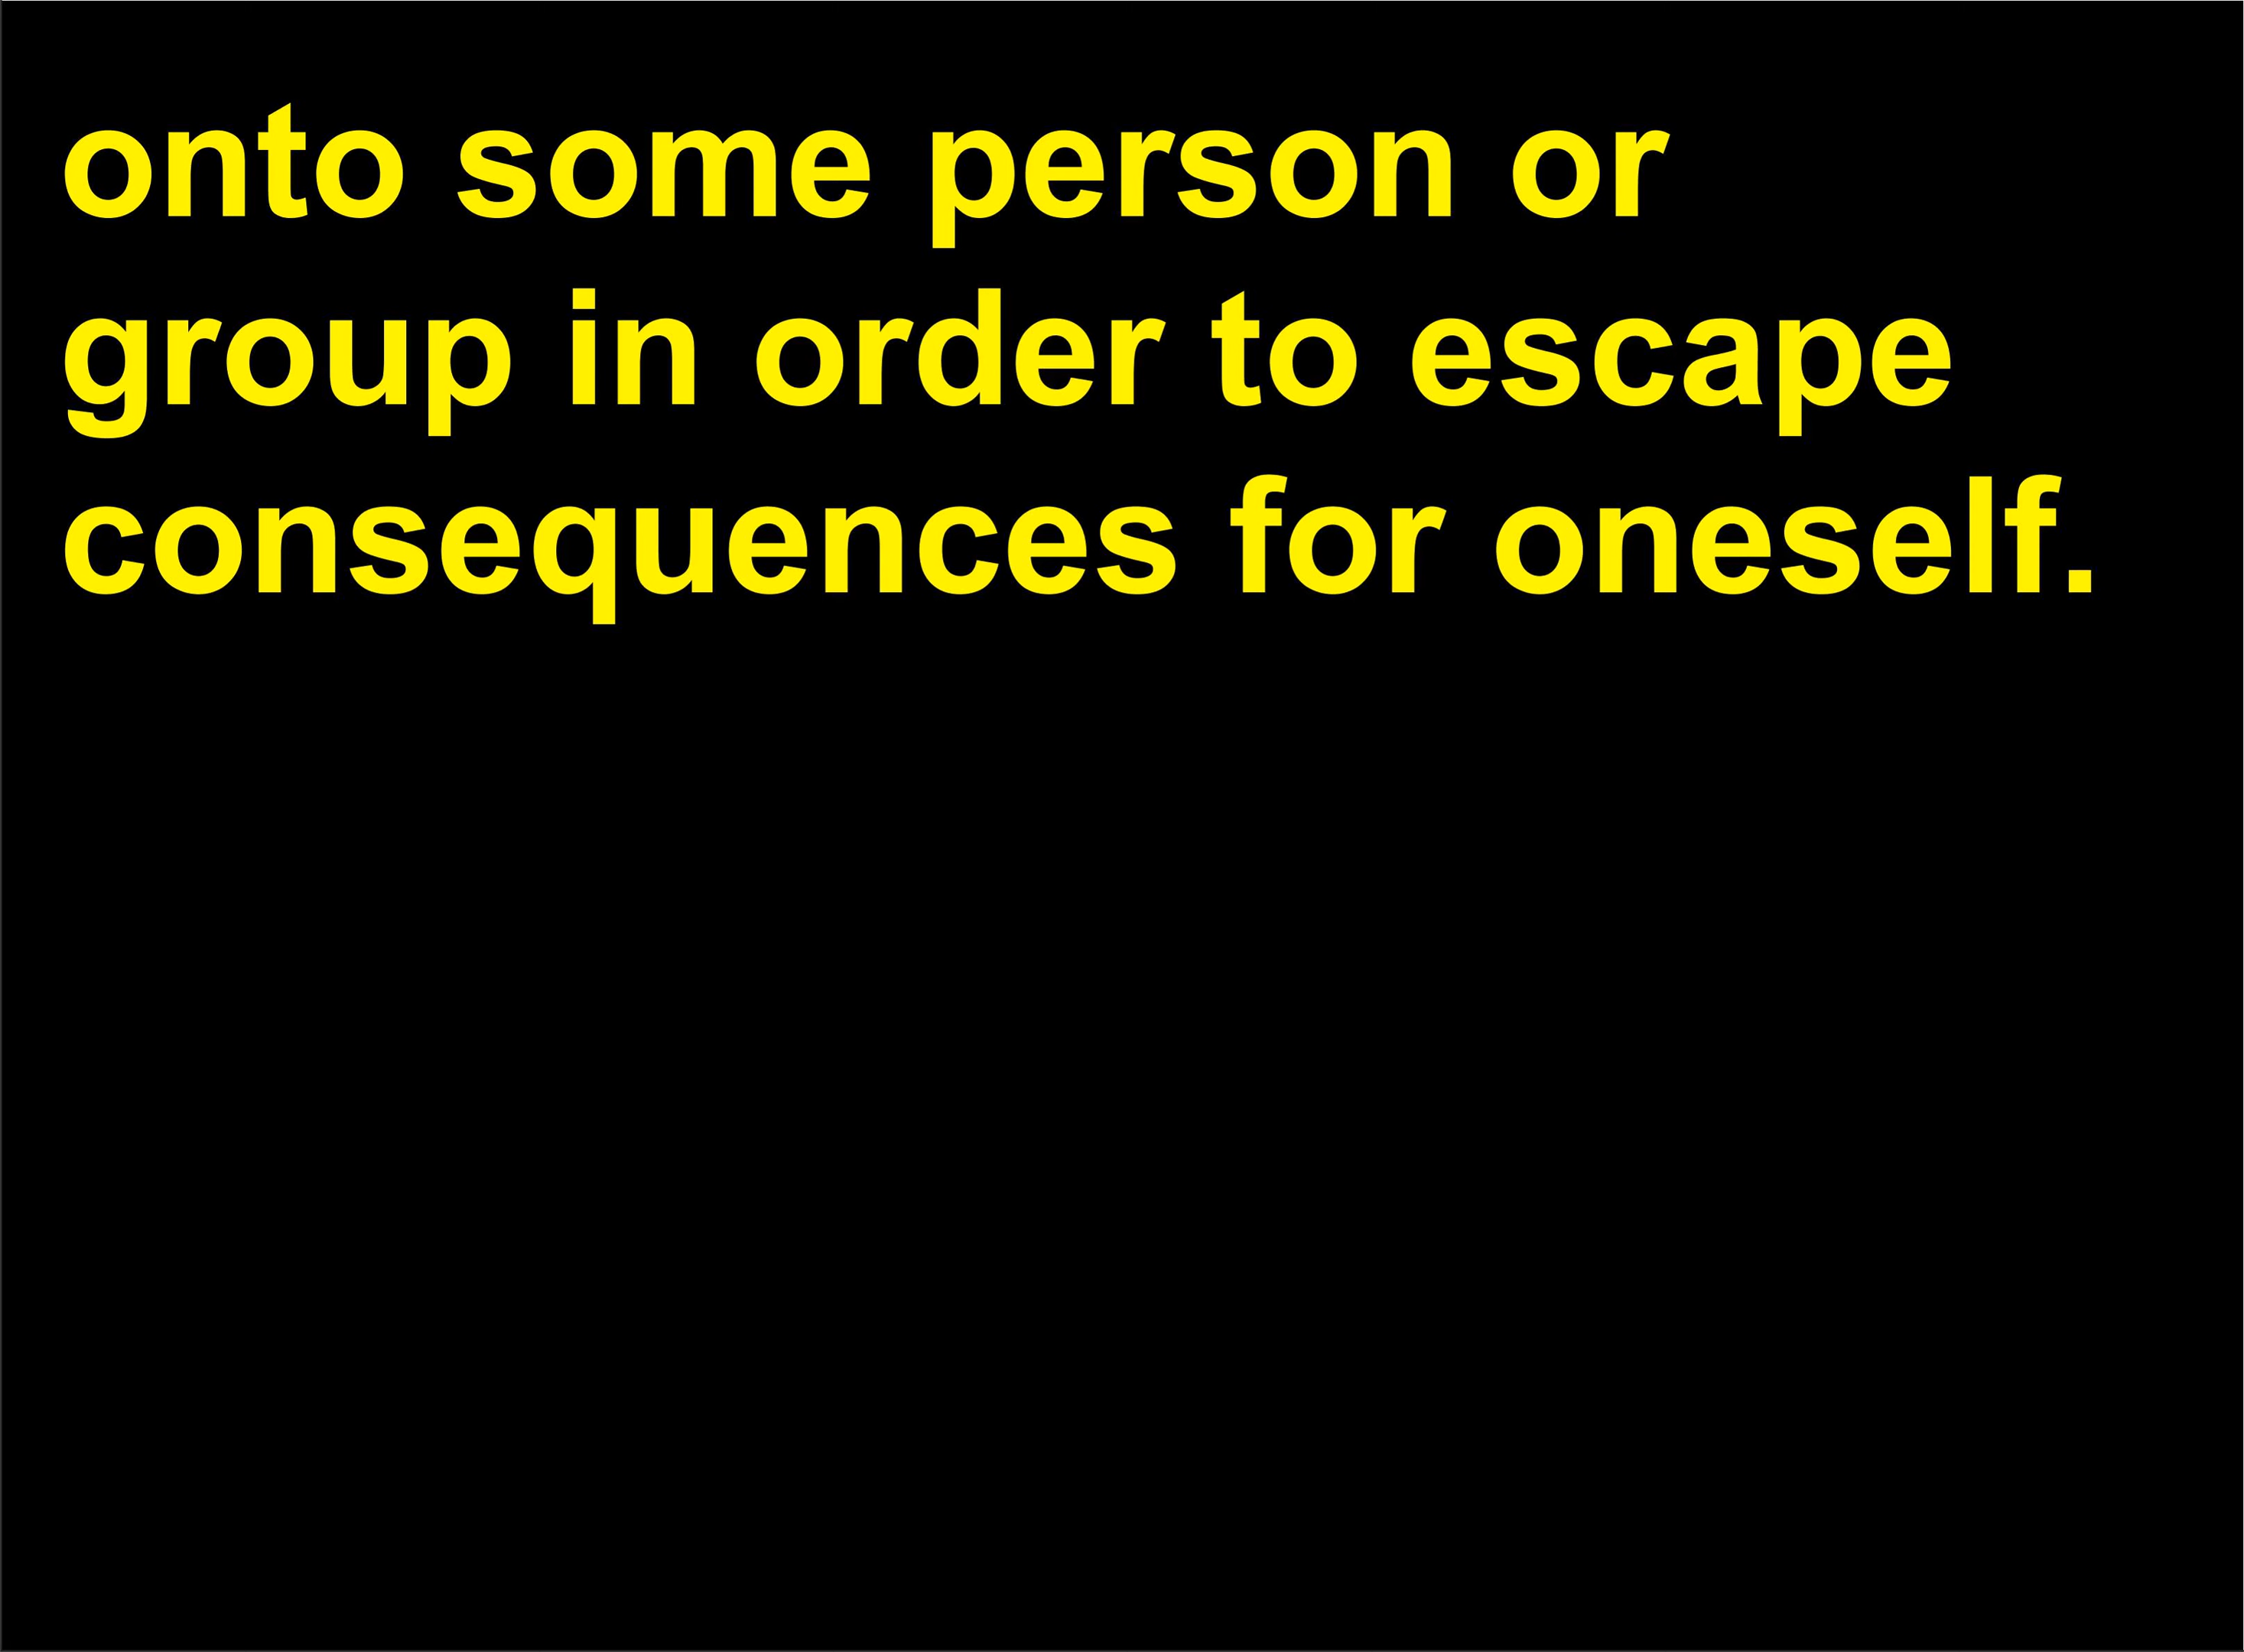 onto some person or
group in order to escape
consequences for oneself.